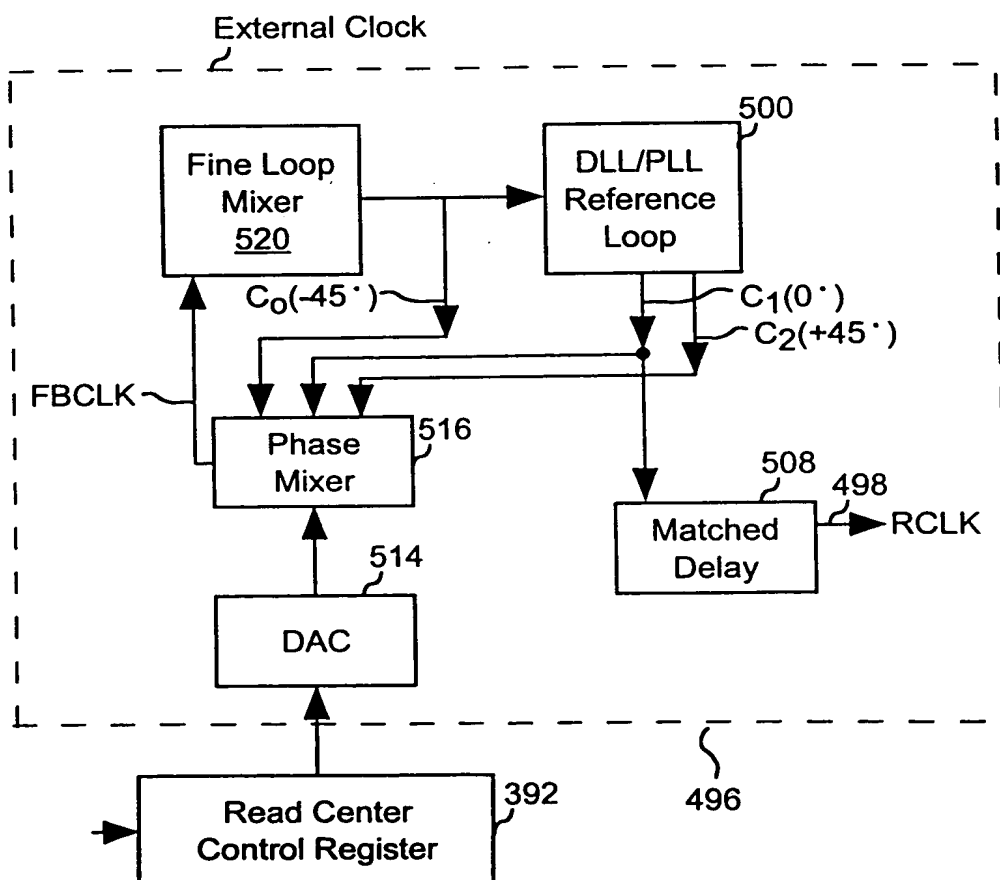 External Clock
500
Fine Loop
Mixer
520
DLL/PLL
Reference
Loop
Co(-45˙)
C1(0˙)
C2(+45˙)
FBCLK
Phase
Mixer
516
508
498
Matched
Delay
RCLK
514
DAC
496
Read Center
Control Register
392